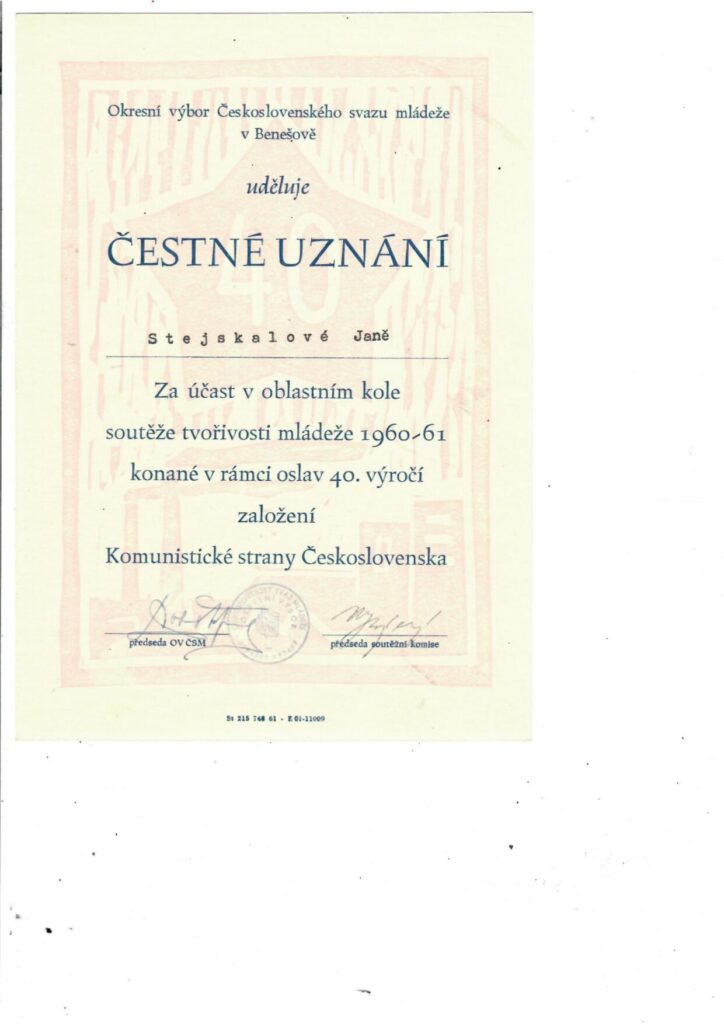 Okresní výbor Československého svazu mládeže
v Benešově
uděluje
40
ČESTNÉ UZNÁNÍ
Stejskalové Janě
Za účast v oblastním kole
soutěže tvořivosti mládeže 1960-61
konané v rámci oslav 40. výročí
založení
Komunistické strany Československa
předseda OV ČSM
předseda soutěžní komise
St 215 748 61 - E 01-11009